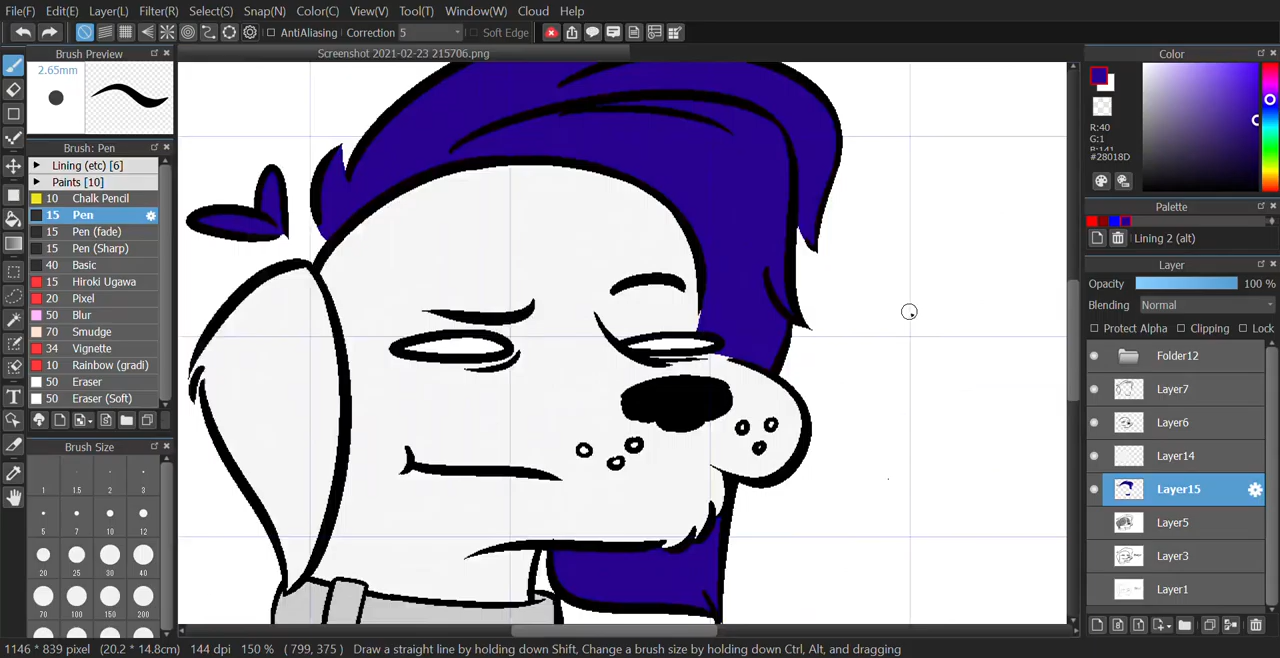 File(F) Edit(E) Layer(L) Filter(R) Select(S) Snap(N) Color(C) View(V) Tool(T) Window(W) Cloud Help
AntiAliasing Correction 5 Soft Edge
Brush Preview
Screenshot 2021-02-23 215706.png
Color
2.65mm
R:40
G:1
B:141
#28018D
Brush: Pen
Lining (etc) [6]
Paints [10]
10 Chalk Pencil
15 Pen
15 Pen (fade)
15 Pen (Sharp)
40 Basic
15 Hiroki Ugawa
20 Pixel
50 Blur
70 Smudge
34 Vignette
10 Rainbow (gradi)
50 Eraser
50 Eraser (Soft)
Palette
Lining 2 (alt)
Layer
Opacity 100 %
Blending Normal
Protect Alpha Clipping Lock
Folder12
Layer7
Layer6
Layer14
Layer15
Layer5
Layer3
Layer1
Brush Size
1 1.5 2 3
5 7 10 12
20 25 30 40
70 100 150 200
1146 * 839 pixel (20.2 * 14.8cm) 144 dpi 150 % ( 799, 375 ) Draw a straight line by holding down Shift, Change a brush size by holding down Ctrl, Alt, and dragging